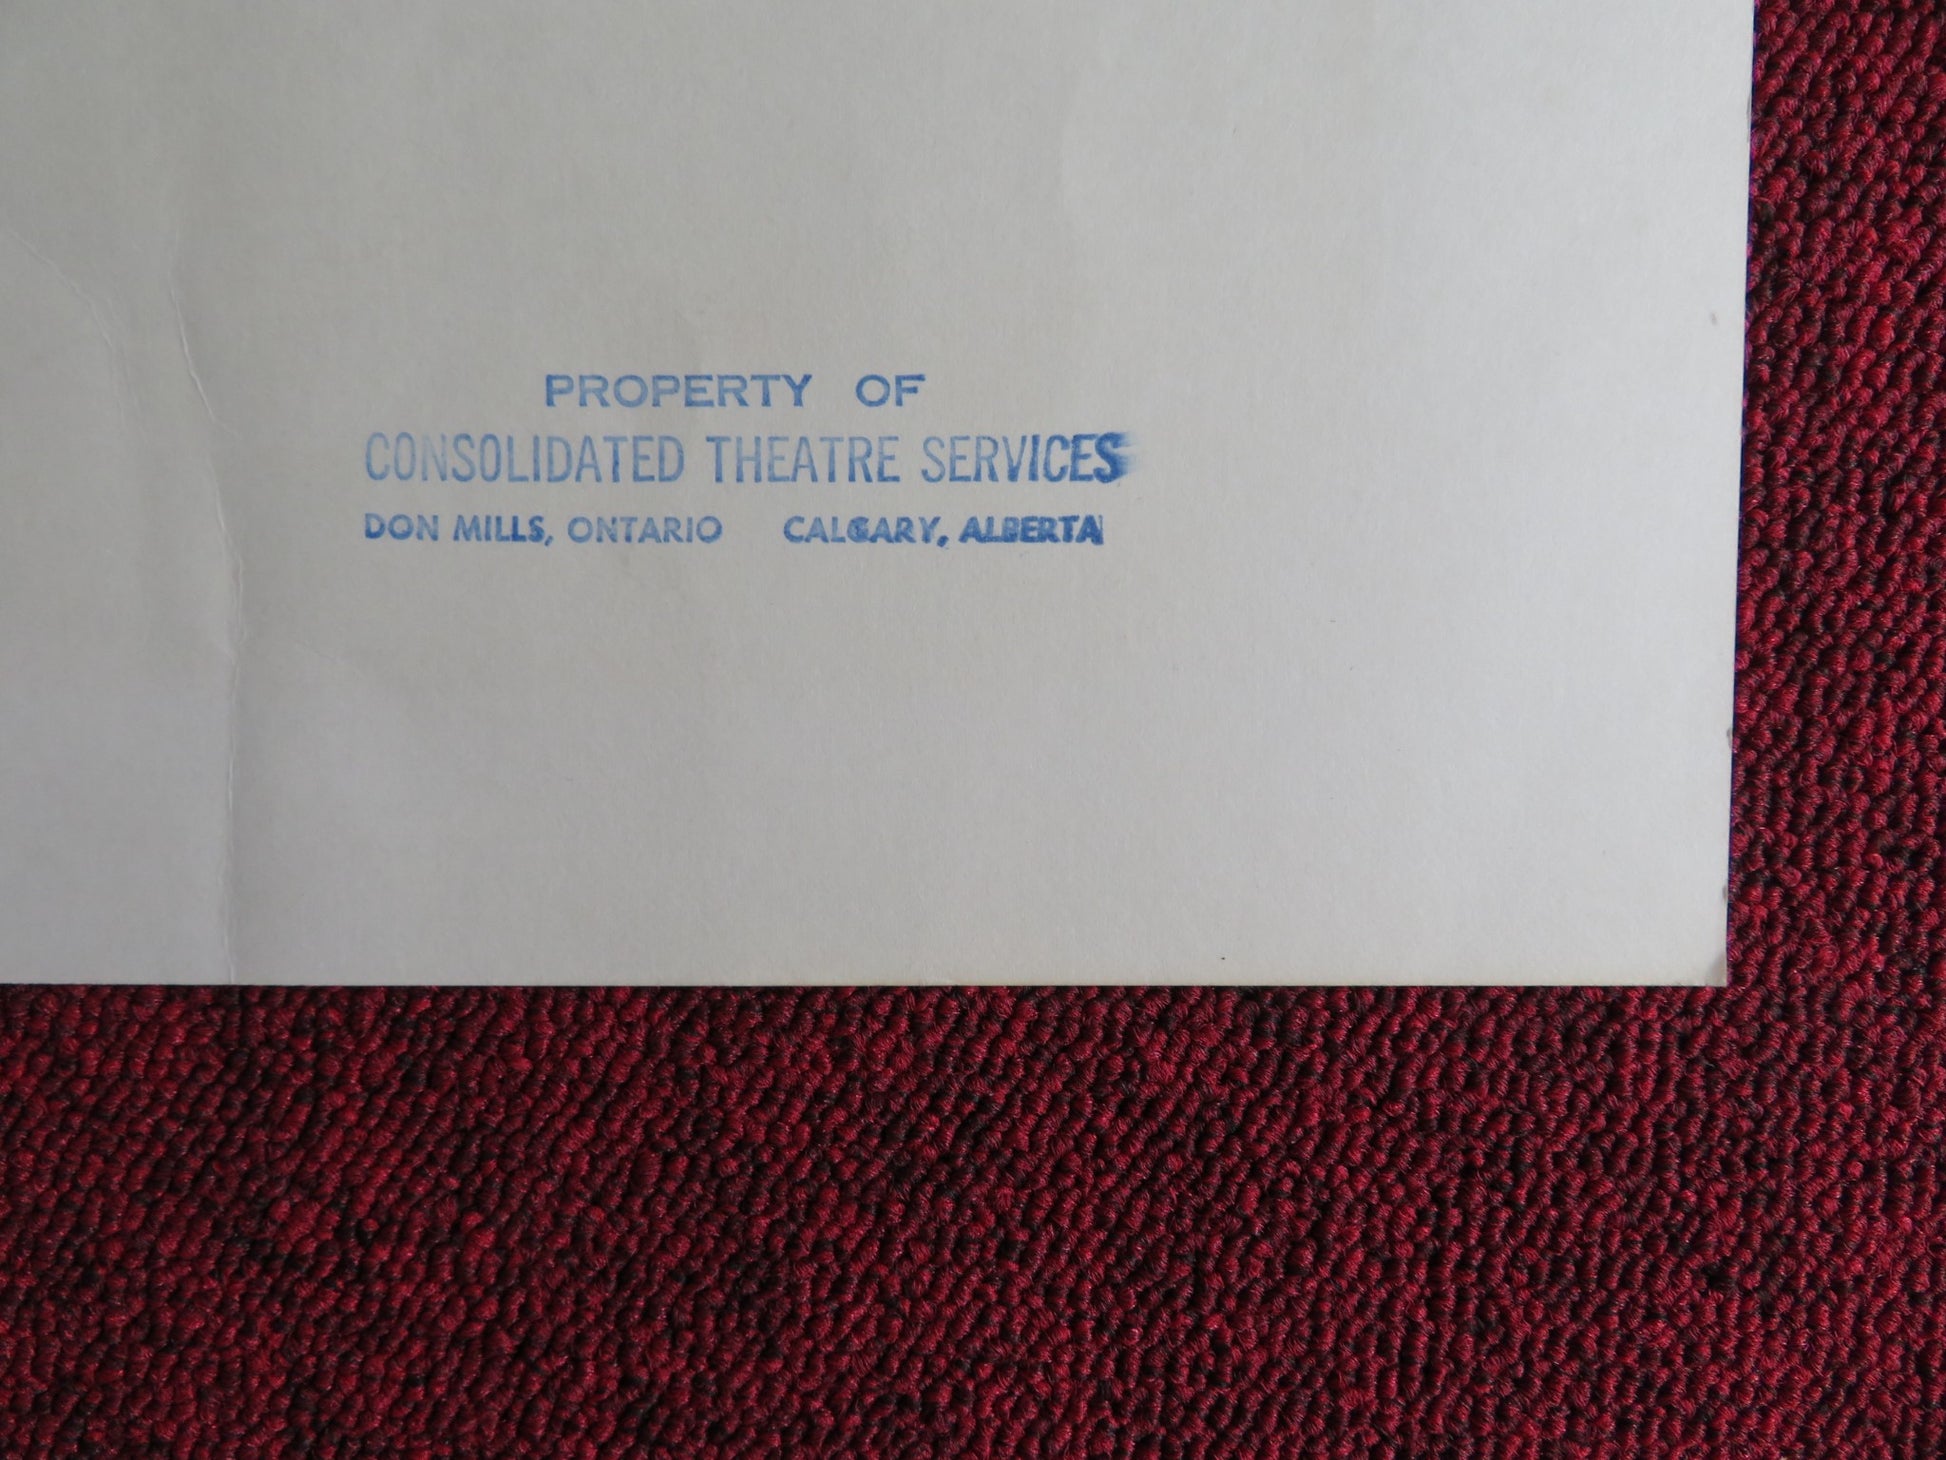 PROPERTY OF
CONSOLIDATED THEATRE SERVICES
DON MILLS, ONTARIO CALGARY, ALBERTA